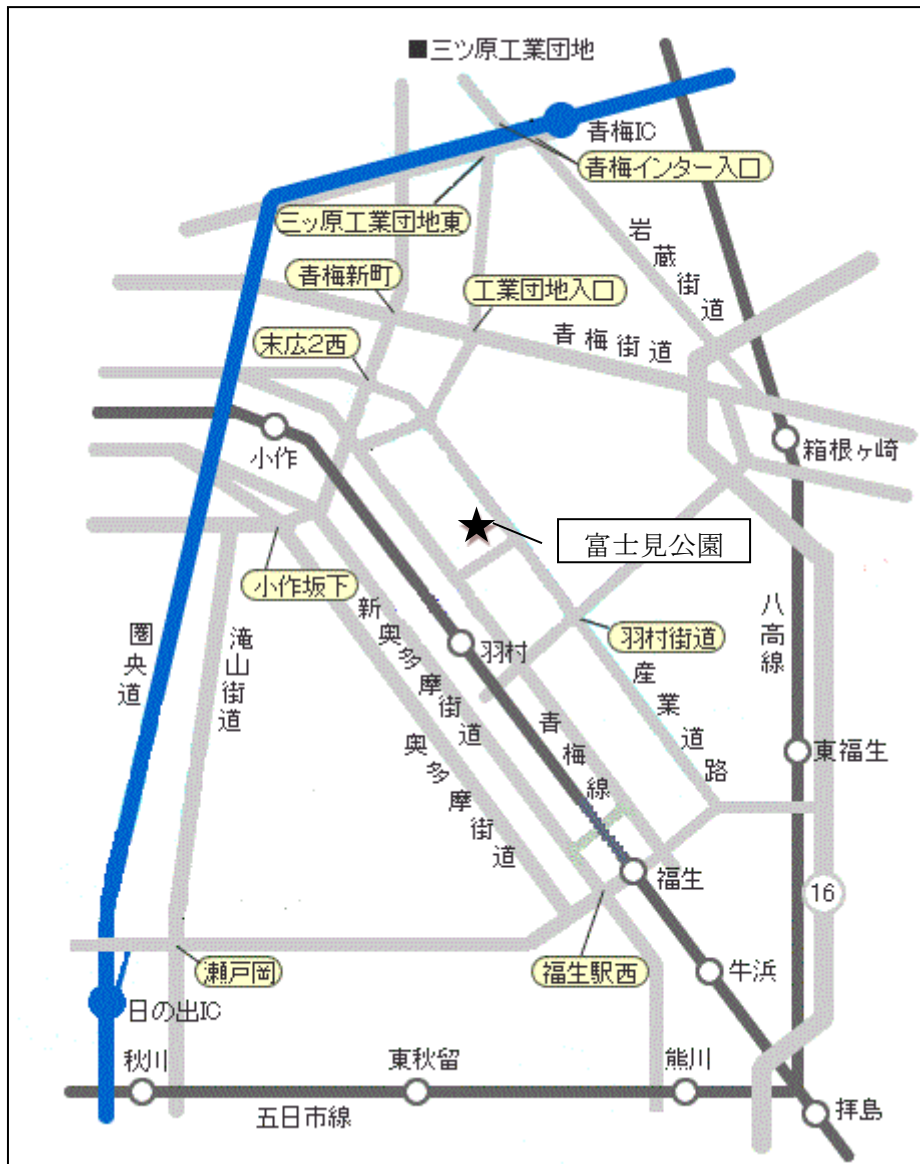 ■三ツ原工業団地
青梅IC
青梅インター入口
三ッ原工業団地東
岩蔵街道
青梅新町
工業団地入口
青梅街道
末広2西
小作
箱根ヶ崎
富士見公園
小作坂下
新奥多摩街道
羽村
羽村街道
八高線
圏央道
滝山街道
産業道路
青梅線
奥多摩街道
東福生
福生
16
瀬戸岡
福生駅西
牛浜
日の出IC
秋川
東秋留
熊川
五日市線
拝島